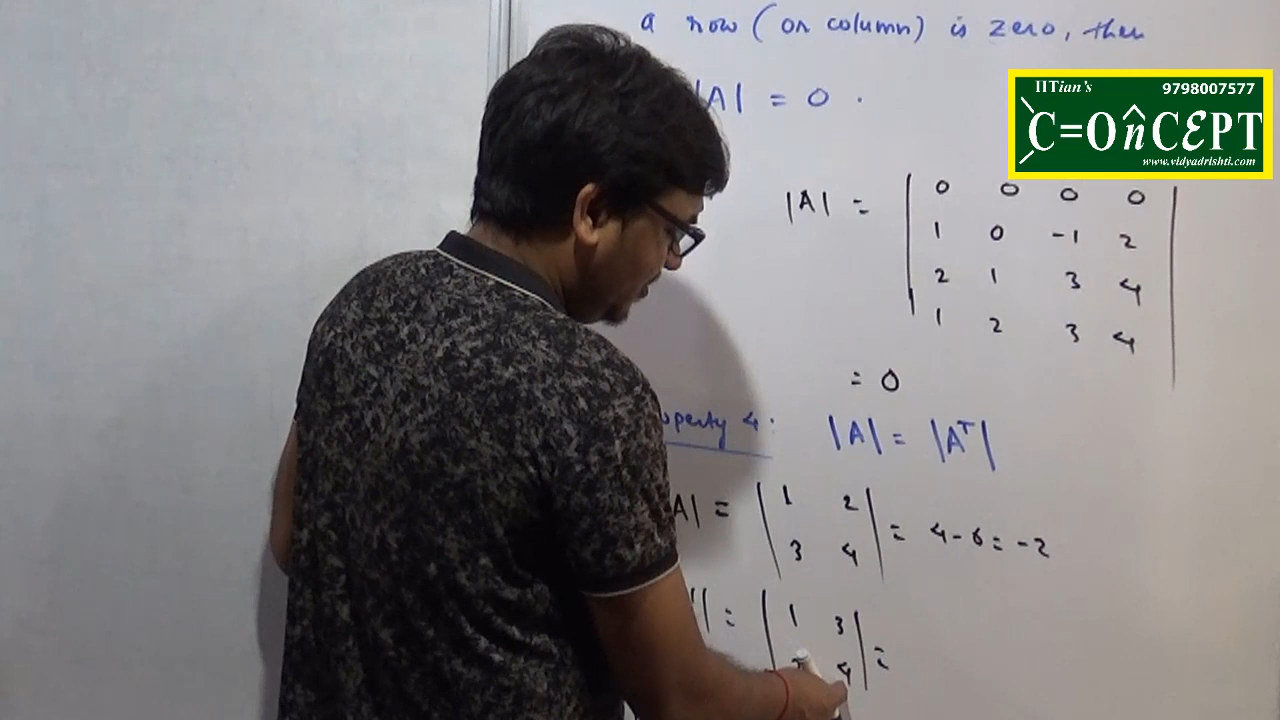 a row (or column) is zero, then
|A| = 0 .
IITian's 9798007577
C=OnCEPT
www.vidyadrishti.com
|A| = | 0 0 0 0 |
1 0 -1 2
2 1 3 4
1 2 3 4
= 0
operty 4: |A| = |Aᵀ|
A| = | 1 2 | = 4-6 = -2
3 4
| = | 1 3 | =
4